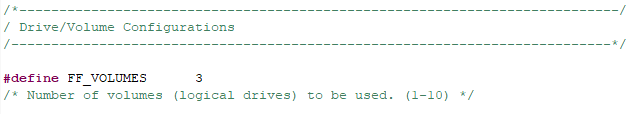 /*---------------------------------------------------------------------------/
/ Drive/Volume Configurations
/---------------------------------------------------------------------------*/
#define FF_VOLUMES      3
/* Number of volumes (logical drives) to be used. (1-10) */